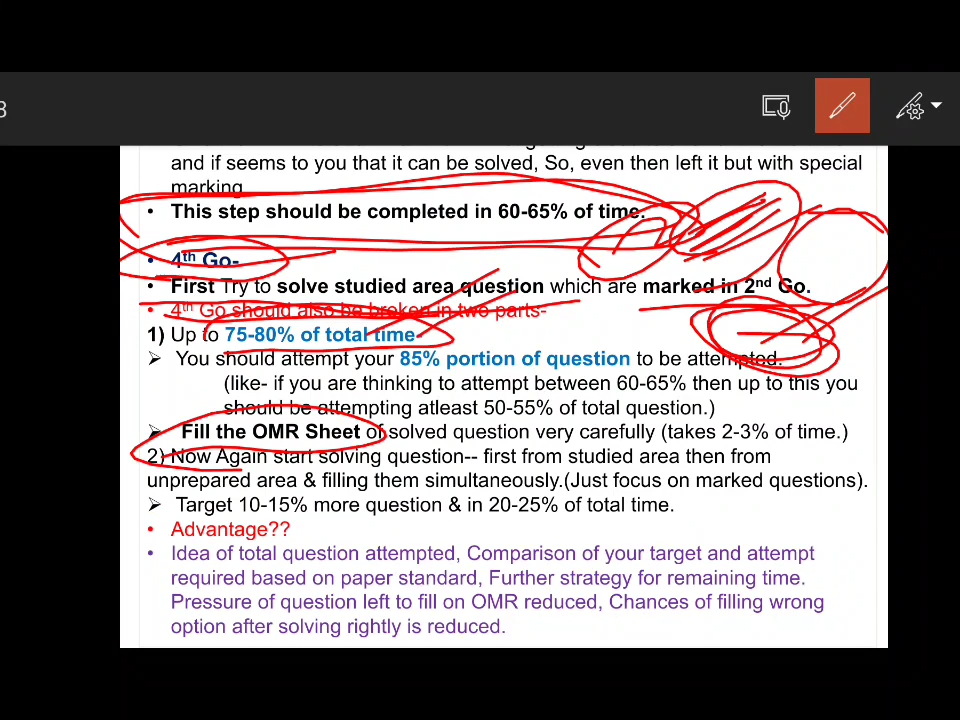 3
and if seems to you that it can be solved, So, even then left it but with special
marking.
• This step should be completed in 60-65% of time.
• 4th Go-
• First Try to solve studied area question which are marked in 2nd Go.
• 4th Go should also be broken in two parts-
1) Up to 75-80% of total time-
➢ You should attempt your 85% portion of question to be attempted.
(like- if you are thinking to attempt between 60-65% then up to this you
should be attempting atleast 50-55% of total question.)
➢ Fill the OMR Sheet of solved question very carefully (takes 2-3% of time.)
2) Now Again start solving question-- first from studied area then from
unprepared area & filling them simultaneously.(Just focus on marked questions).
➢ Target 10-15% more question & in 20-25% of total time.
• Advantage??
• Idea of total question attempted, Comparison of your target and attempt
required based on paper standard, Further strategy for remaining time.
Pressure of question left to fill on OMR reduced, Chances of filling wrong
option after solving rightly is reduced.